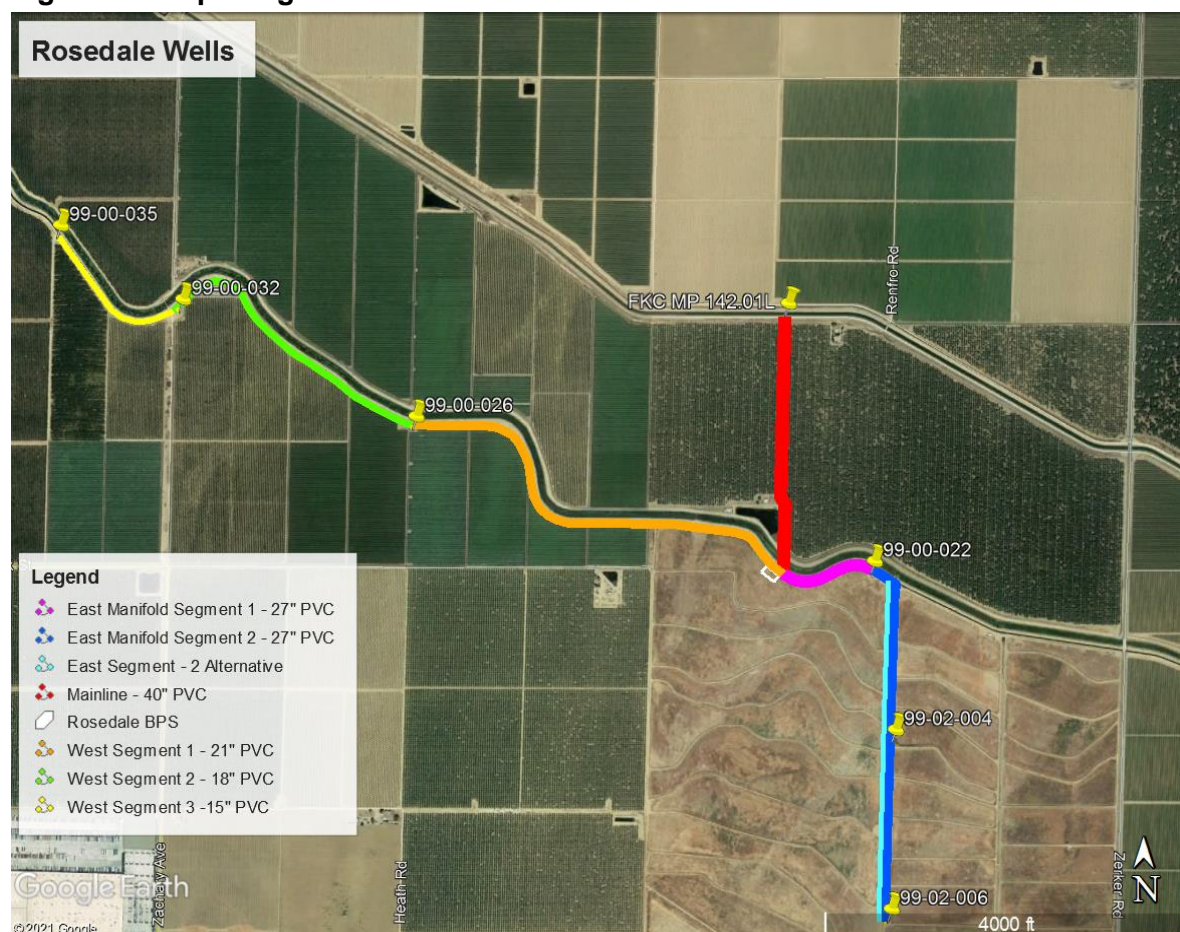 Rosedale Wells
99-00-035
99-00-032
Renfro Rd
FKC MP 142.01L
99-00-026
99-00-022
Legend
East Manifold Segment 1 - 27" PVC
East Manifold Segment 2 - 27" PVC
East Segment - 2 Alternative
Mainline - 40" PVC
Rosedale BPS
West Segment 1 - 21" PVC
West Segment 2 - 18" PVC
West Segment 3 -15" PVC
99-02-004
Zachary Ave
Heath Rd
Zerker Rd
N
Google Earth
99-02-006
4000 ft
©2021 Google